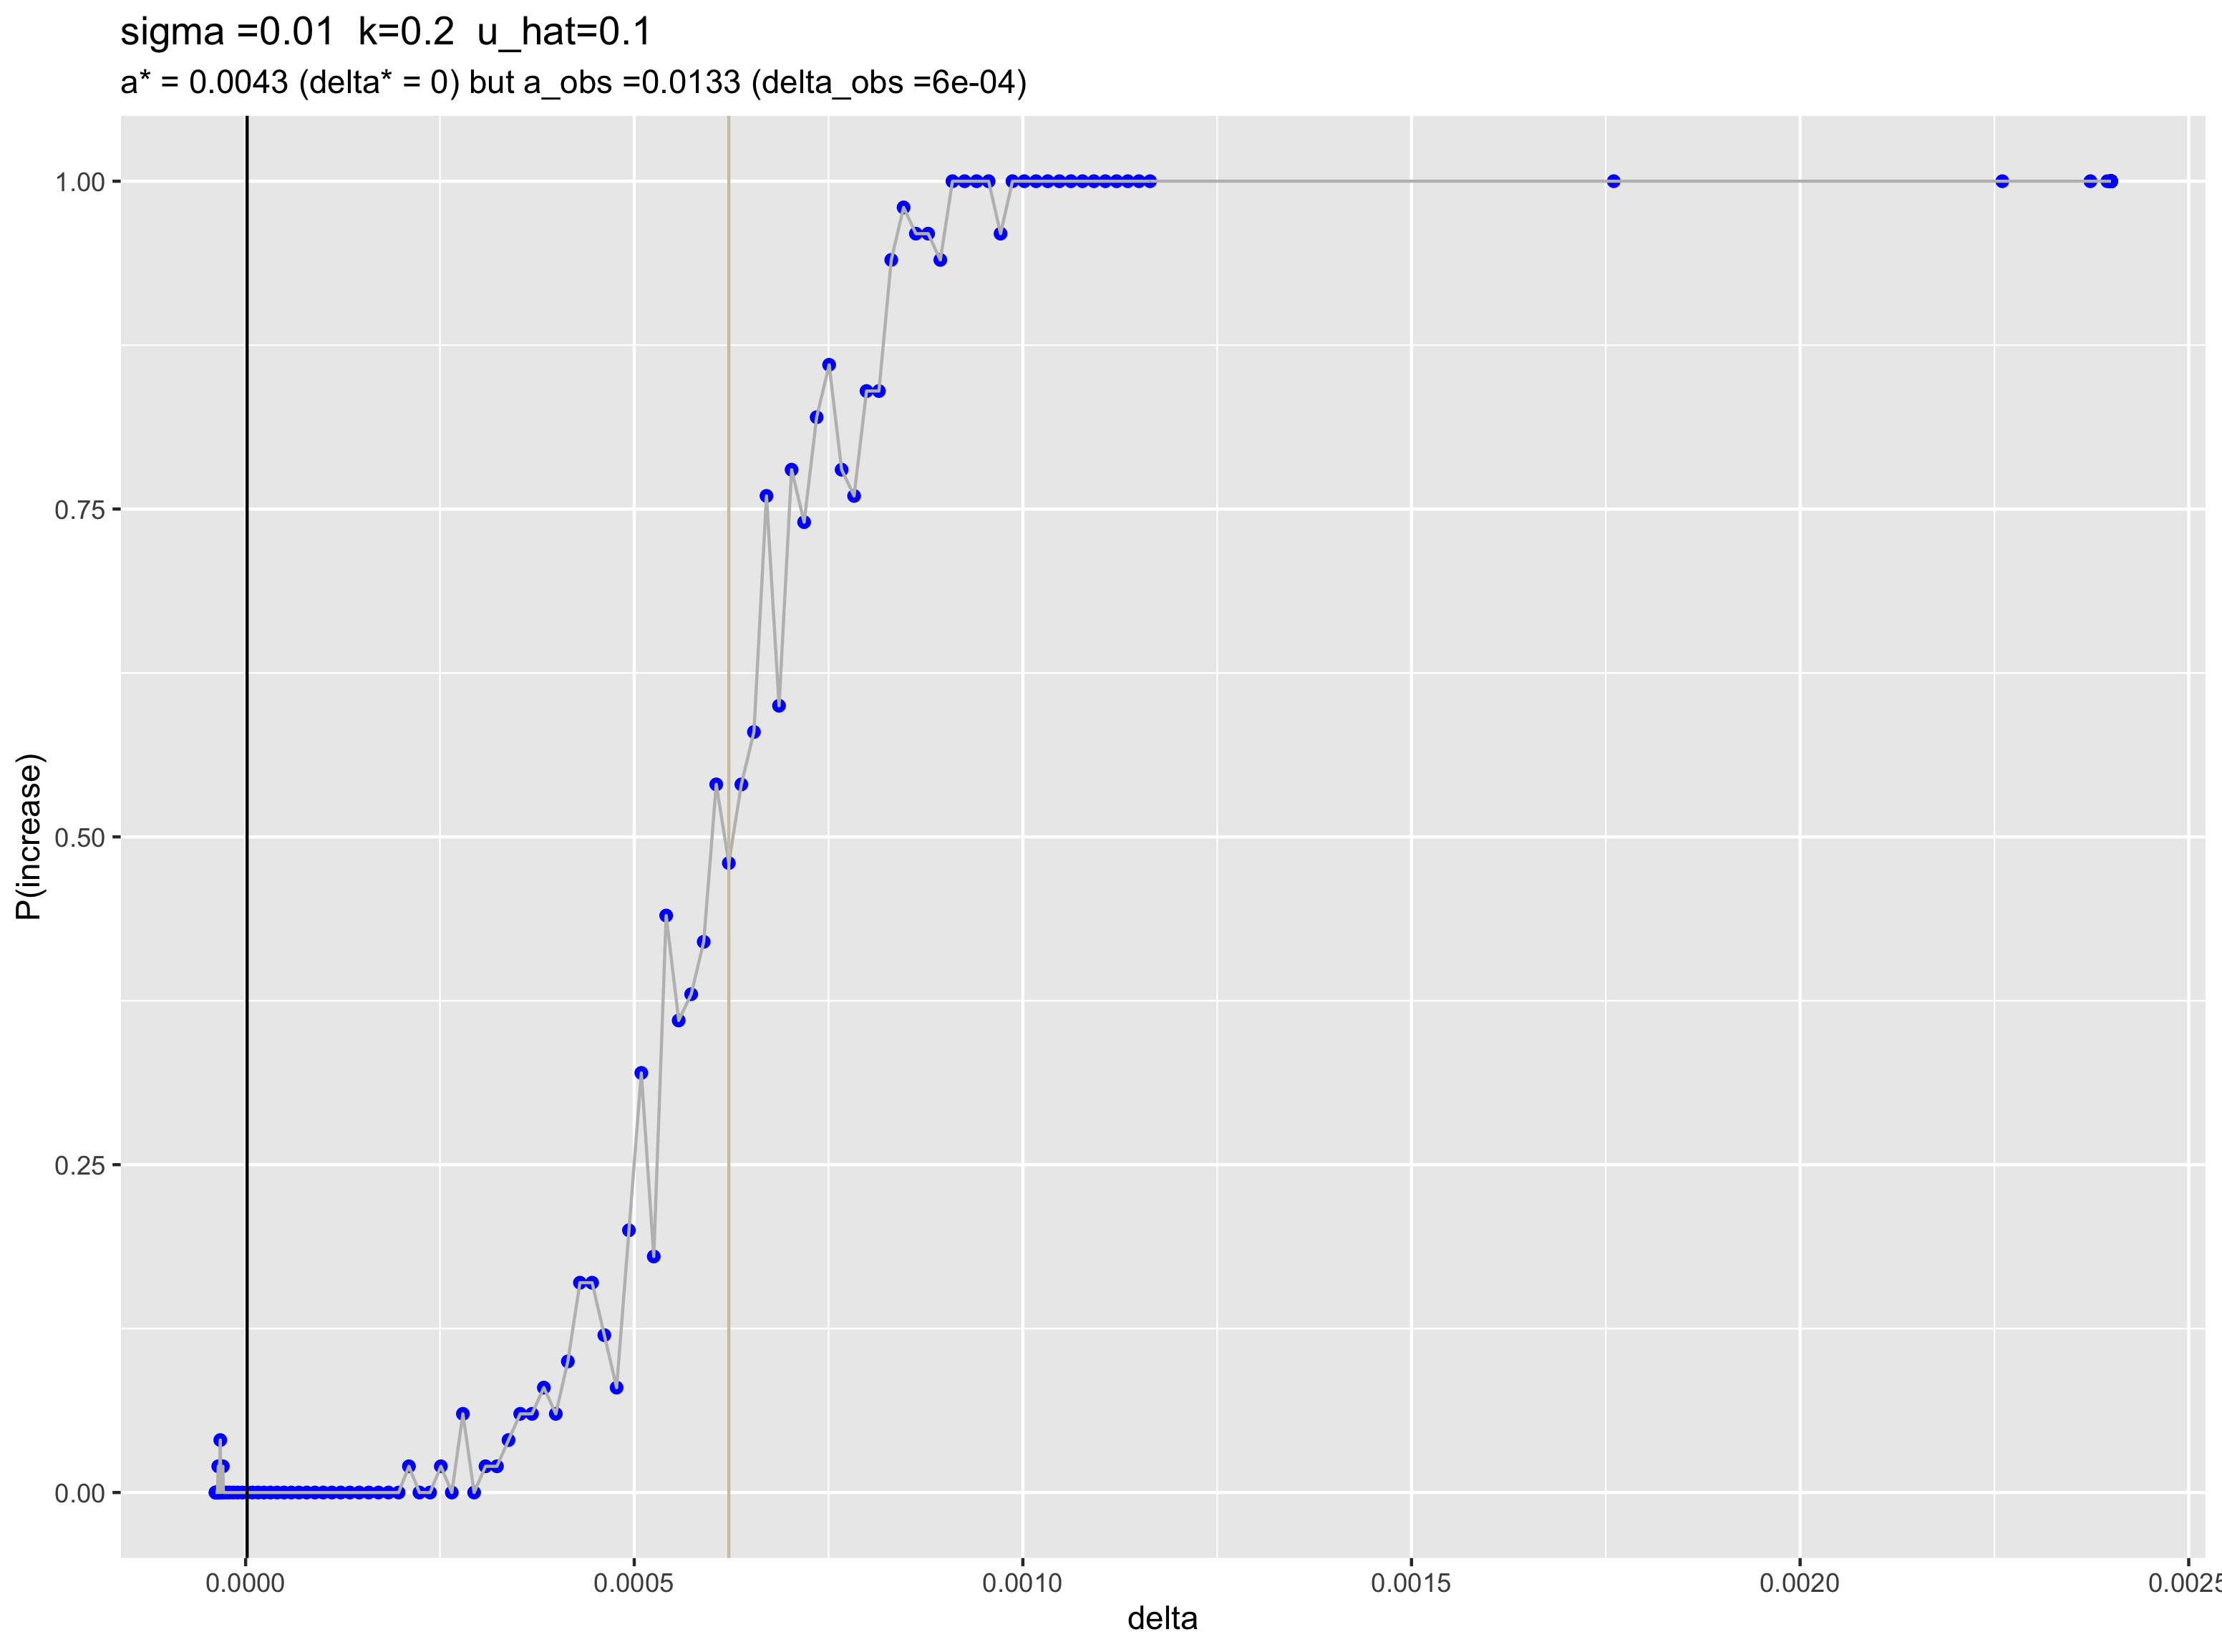 sigma =0.01  k=0.2  u_hat=0.1
a* = 0.0043 (delta* = 0) but a_obs =0.0133 (delta_obs =6e-04)
1.00
0.75
0.50
0.25
0.00
P(increase)
0.0000 0.0005 0.0010 0.0015 0.0020 0.0025
delta